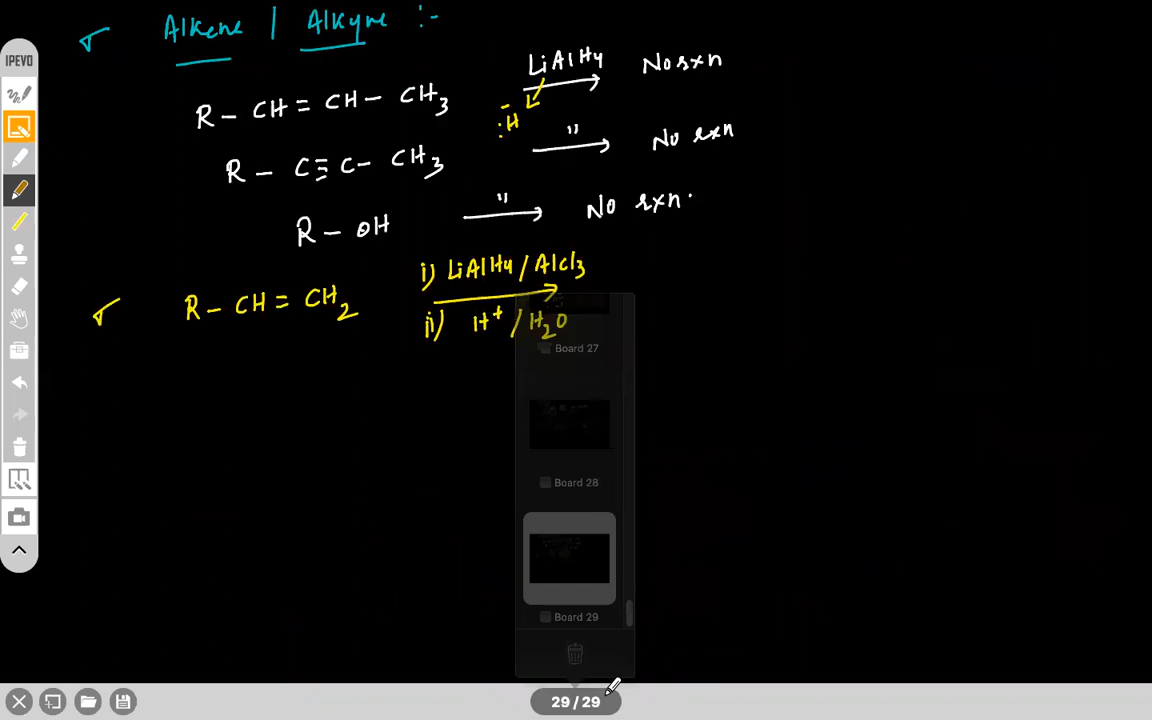 Alkene / Alkyne :-
IPEVO
R - CH = CH - CH3 LiAlH4 No rxn
:H-
R - C ≡ C - CH3 " No rxn
R - OH " No rxn.
R - CH = CH2 i) LiAlH4 / AlCl3
ii) H+ / H2O
Board 27
Board 28
Board 29
29 / 29